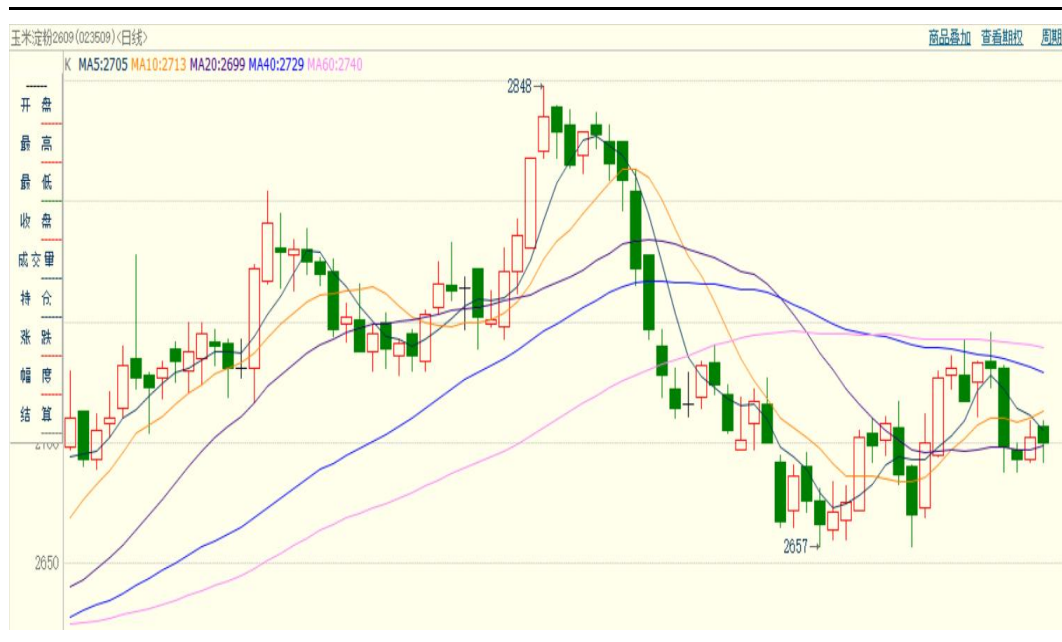 玉米淀粉2609(023509)<日线>
商品叠加 查看期权 周期
K MA5:2705 MA10:2713 MA20:2699 MA40:2729 MA60:2740
开盘
最高
最低
收盘
成交量
持仓
涨跌
幅度
结算
2848→
2657→
2650